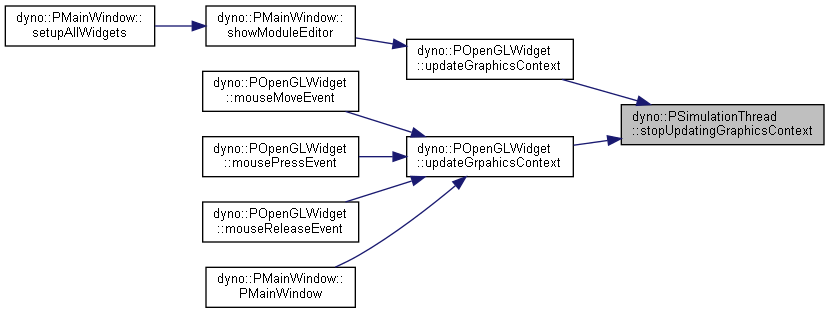 dyno::PMainWindow::
setupAllWidgets
dyno::PMainWindow::
showModuleEditor
dyno::POpenGLWidget
::updateGraphicsContext
dyno::POpenGLWidget
::mouseMoveEvent
dyno::PSimulationThread
::stopUpdatingGraphicsContext
dyno::POpenGLWidget
::mousePressEvent
dyno::POpenGLWidget
::updateGrpahicsContext
dyno::POpenGLWidget
::mouseReleaseEvent
dyno::PMainWindow::
PMainWindow